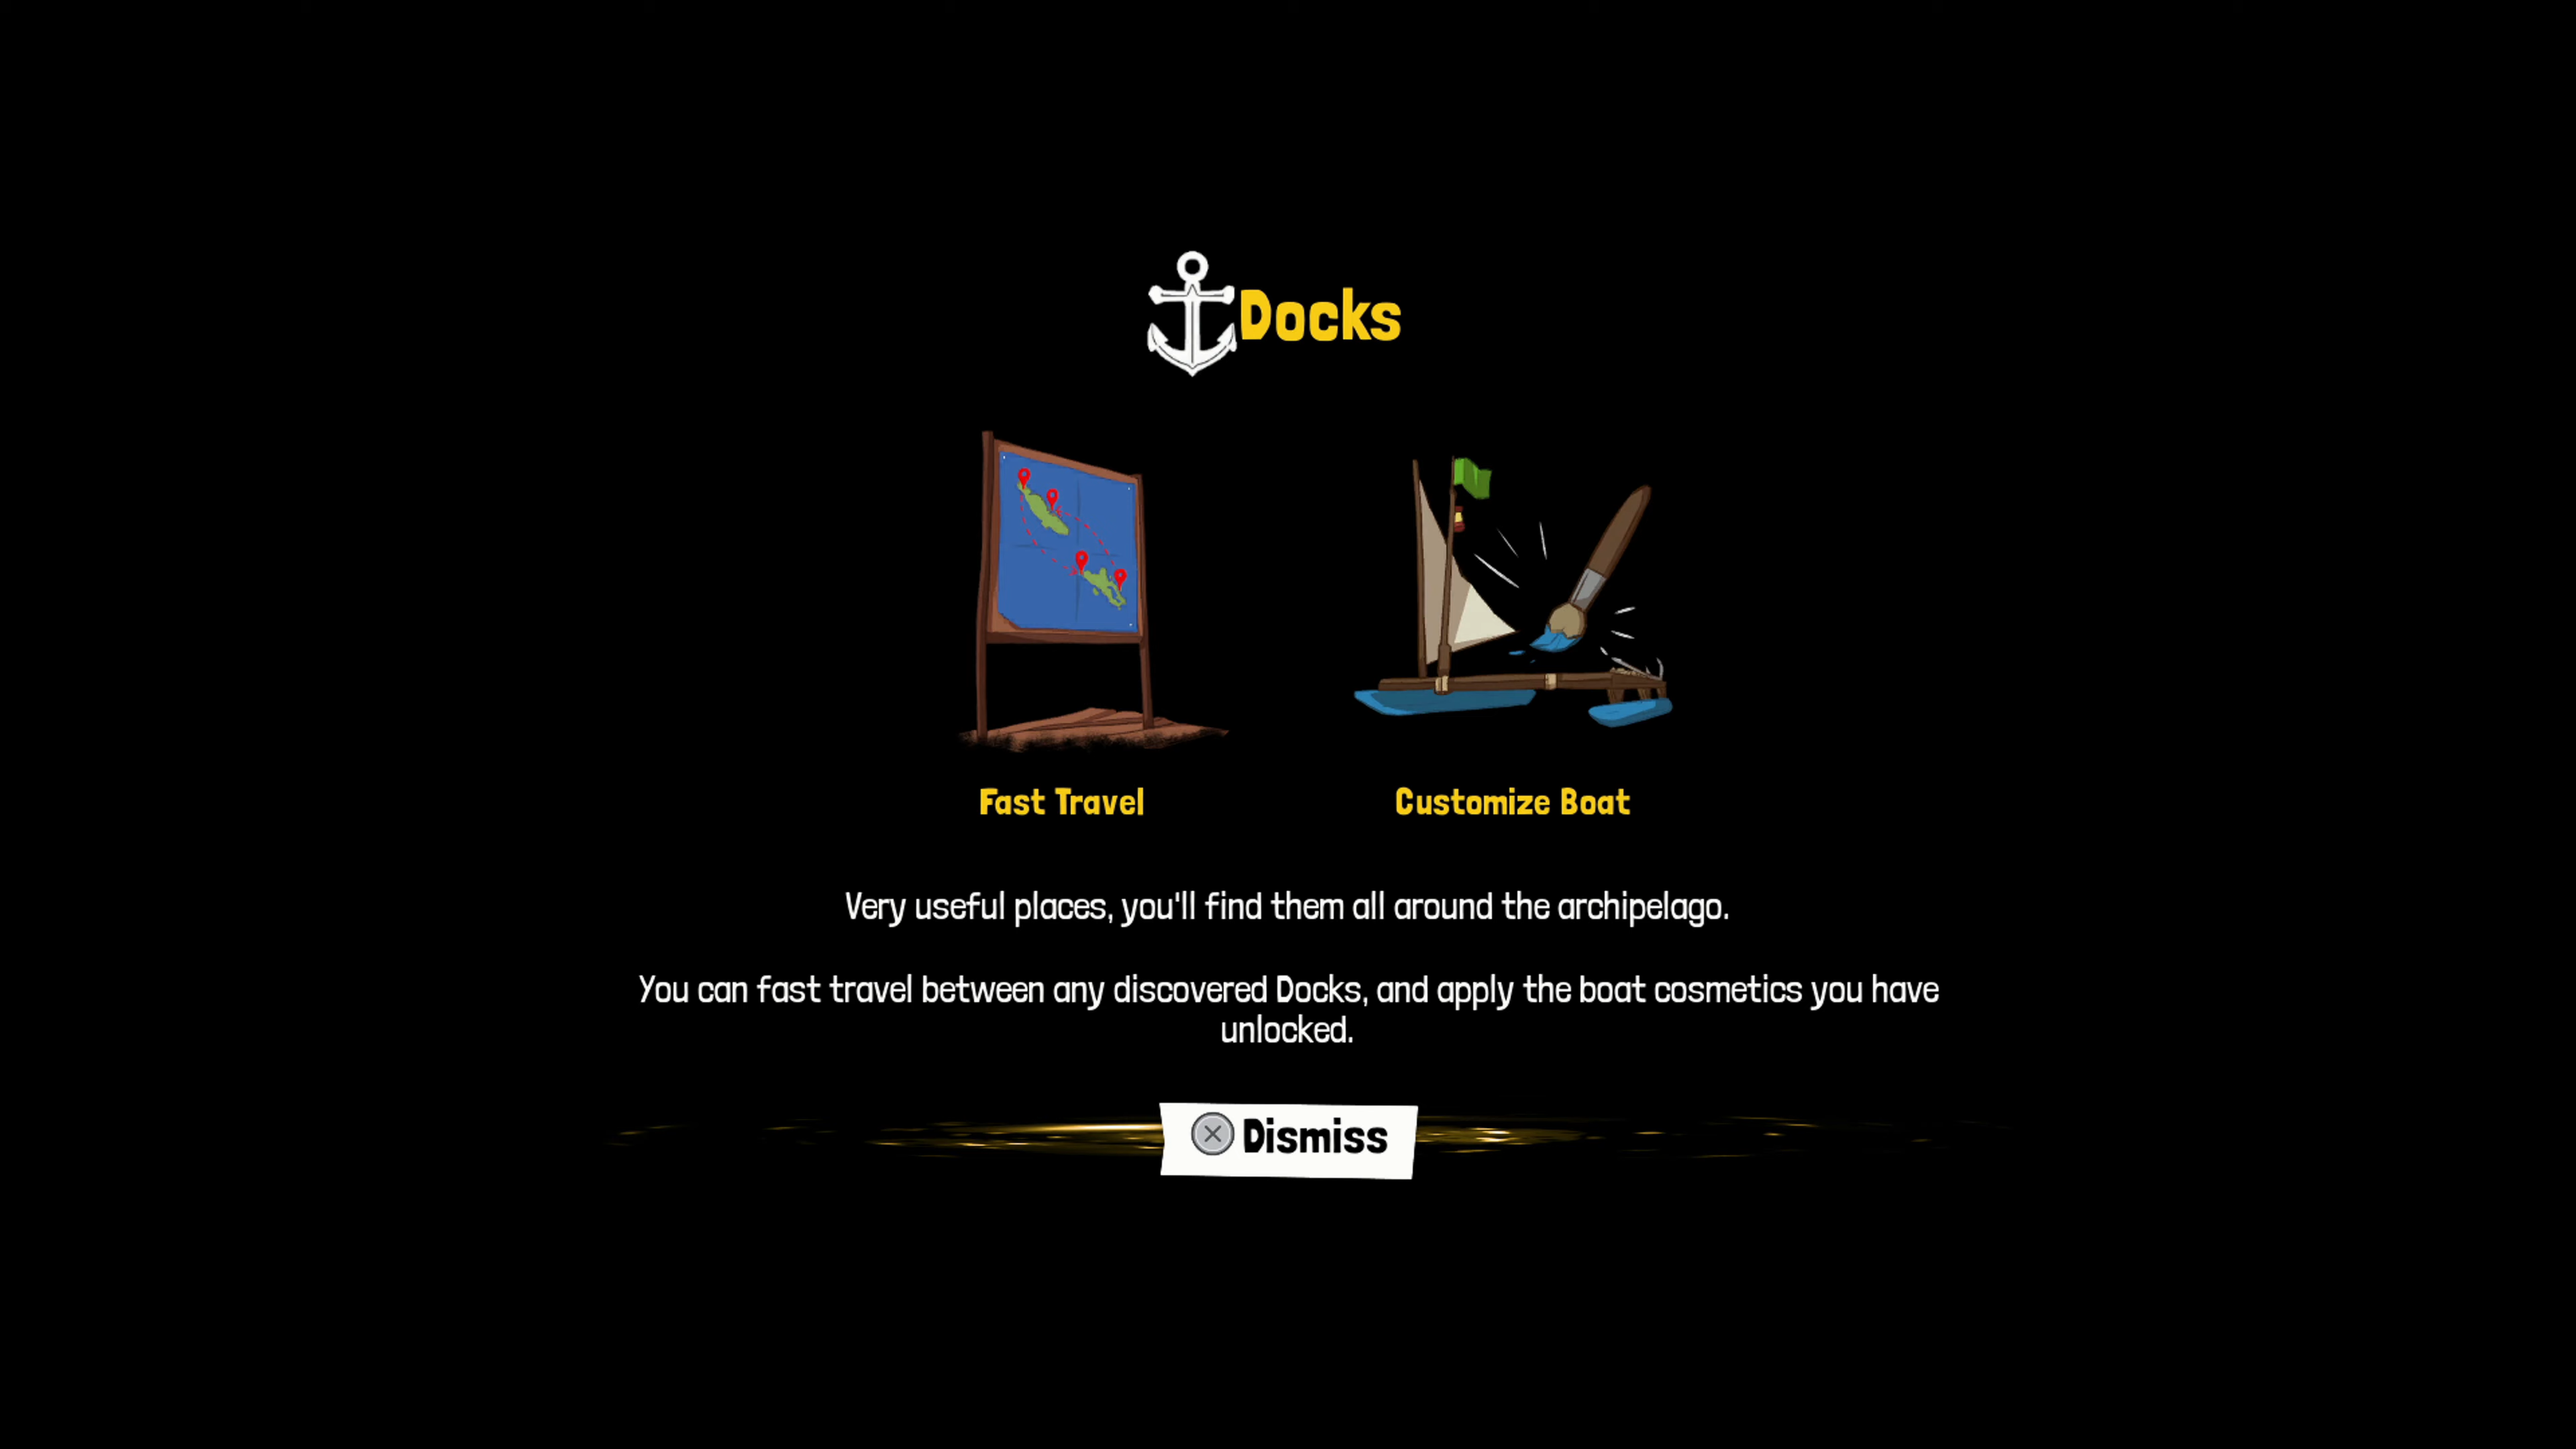 Docks
Fast Travel
Customize Boat
Very useful places, you'll find them all around the archipelago.
You can fast travel between any discovered Docks, and apply the boat cosmetics you have
unlocked.
Dismiss